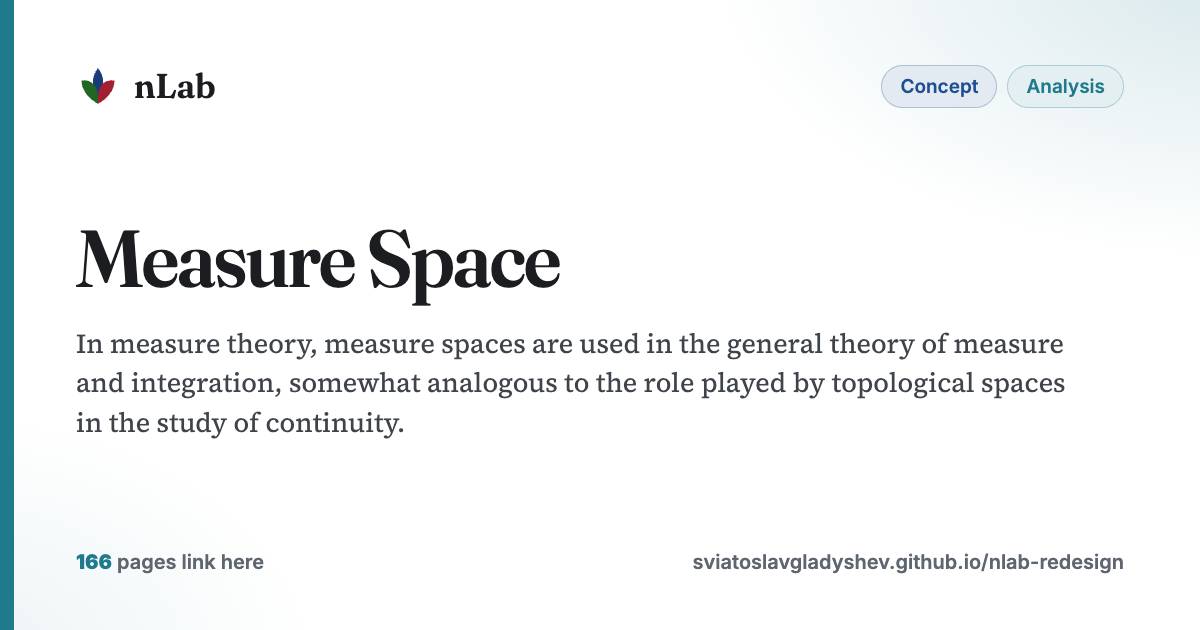 nLab
Concept
Analysis
Measure Space
In measure theory, measure spaces are used in the general theory of measure
and integration, somewhat analogous to the role played by topological spaces
in the study of continuity.
166 pages link here
sviatoslavgladyshev.github.io/nlab-redesign